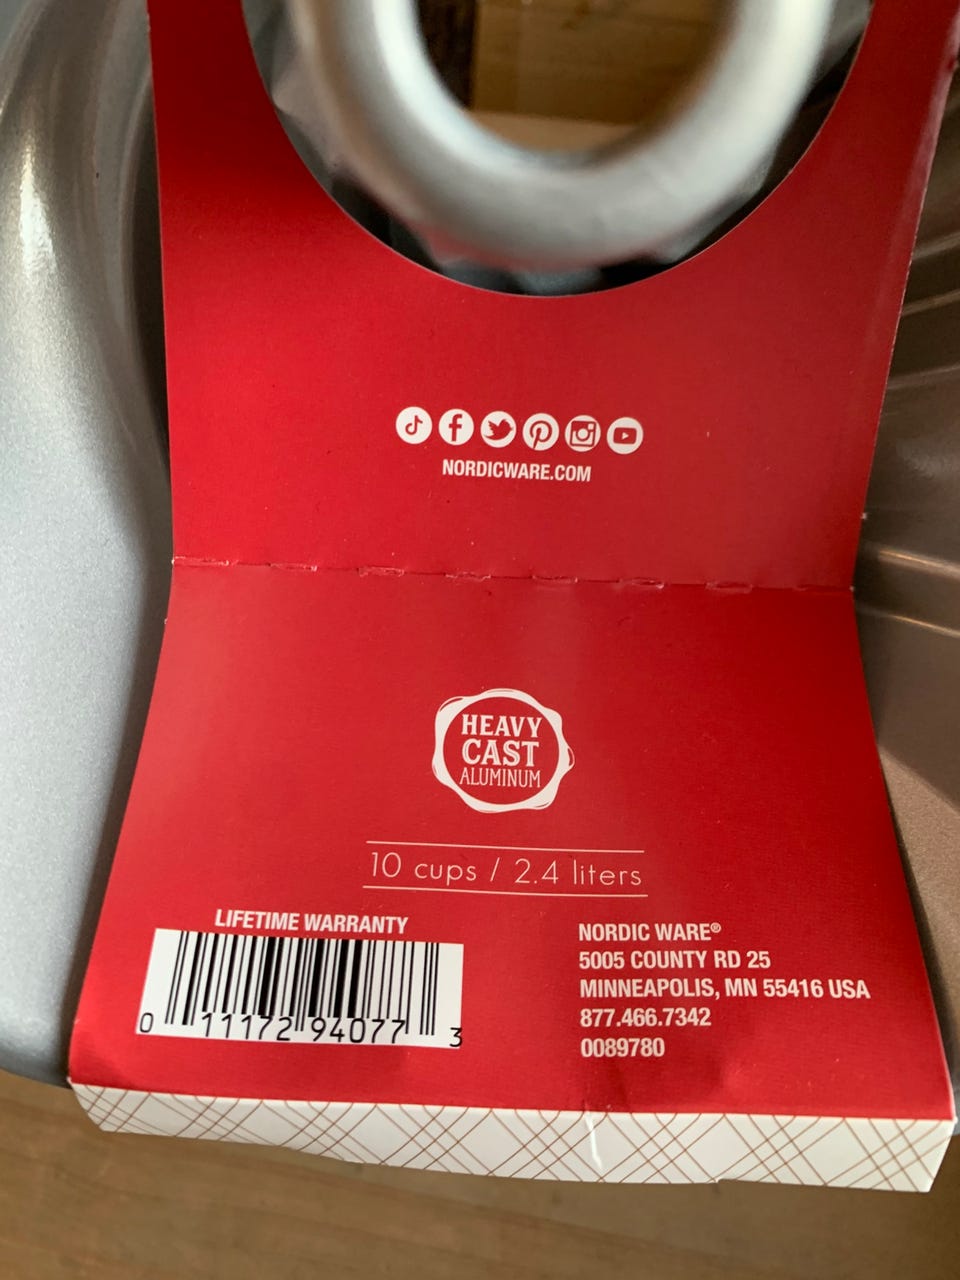 NORDICWARE.COM
HEAVY
CAST
ALUMINUM
10 cups / 2.4 liters
LIFETIME WARRANTY
0 11172 94077 3
NORDIC WARE®
5005 COUNTY RD 25
MINNEAPOLIS, MN 55416 USA
877.466.7342
0089780